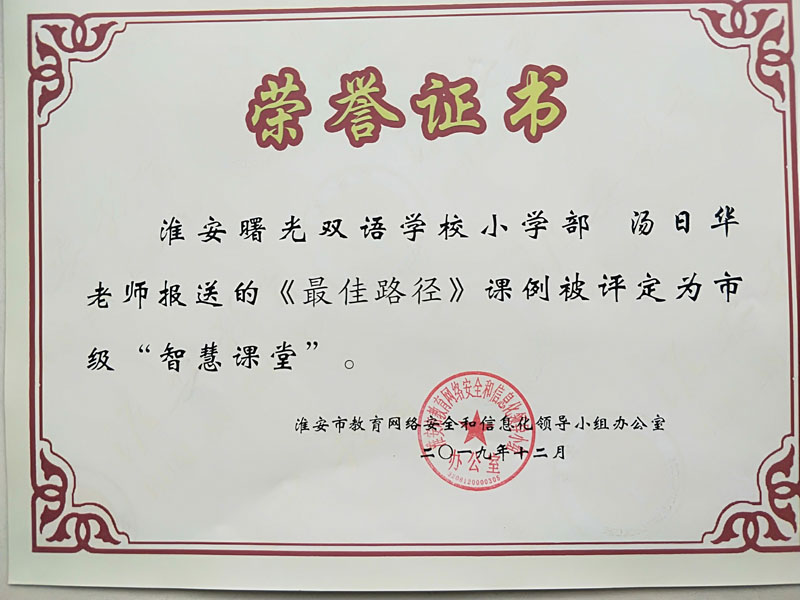 荣誉证书
淮安曙光双语学校小学部 汤日华
老师报送的《最佳路径》课例被评定为市
级“智慧课堂”。
淮安市教育网络安全和信息化领导小组办公室
二〇一九年十二月
办公室